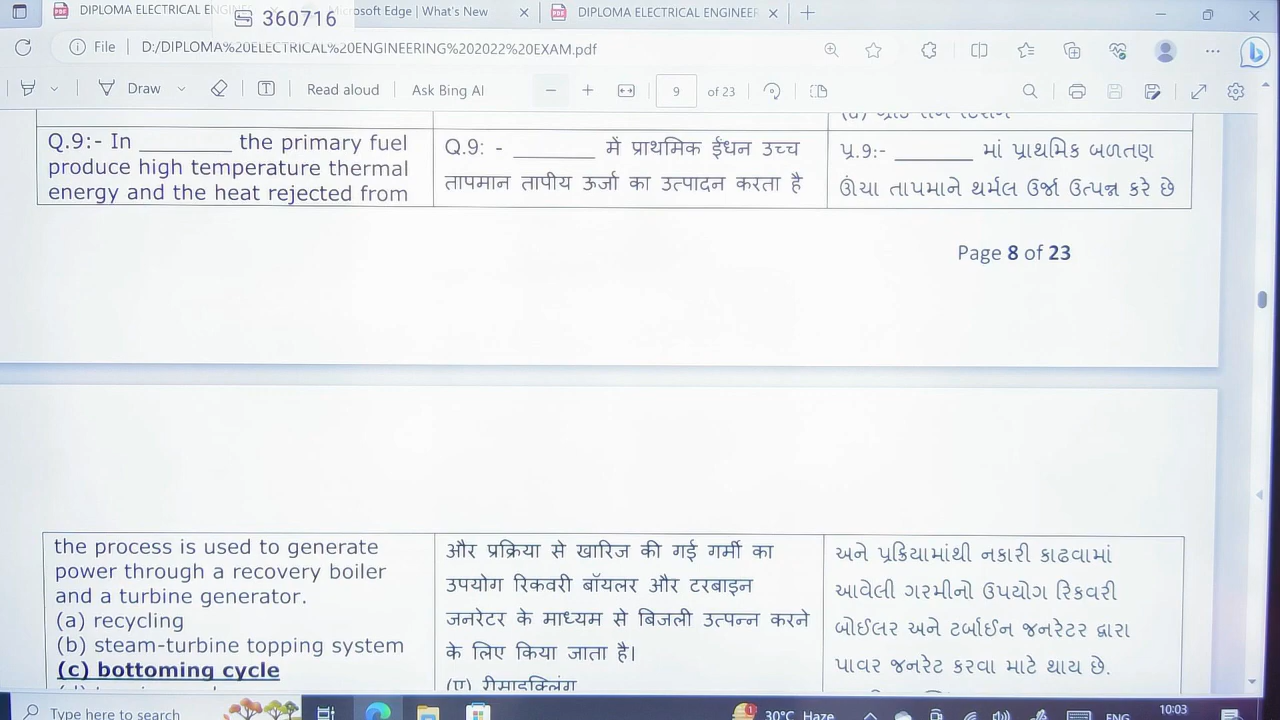 DIPLOMA ELECTRICAL ENGINE
360716
Microsoft Edge | What's New
DIPLOMA ELECTRICAL ENGINEER
File
D:/DIPLOMA%20ELECTRICAL%20ENGINEERING%202022%20EXAM.pdf
Draw
Read aloud
Ask Bing AI
9
of 23
Q.9:- In ________ the primary fuel
produce high temperature thermal
energy and the heat rejected from
Q.9: - _______ में प्राथमिक ईंधन उच्च
तापमान तापीय ऊर्जा का उत्पादन करता है
પ્ર.9:- _______ માં પ્રાથમિક બળતણ
ઊંચા તાપમાને થર્મલ ઉર્જા ઉત્પન્ન કરે છે
Page 8 of 23
the process is used to generate
power through a recovery boiler
and a turbine generator.
(a) recycling
(b) steam-turbine topping system
(c) bottoming cycle
और प्रक्रिया से खारिज की गई गर्मी का
उपयोग रिकवरी बॉयलर और टरबाइन
जनरेटर के माध्यम से बिजली उत्पन्न करने
के लिए किया जाता है।
(ए) रीसाइक्लिंग
અને પ્રક્રિયામાંથી નકારી કાઢવામાં
આવેલી ગરમીનો ઉપયોગ રિકવરી
બોઈલર અને ટર્બાઈન જનરેટર દ્વારા
પાવર જનરેટ કરવા માટે થાય છે.
Type here to search
1
30°C Haze
ENG
10:03